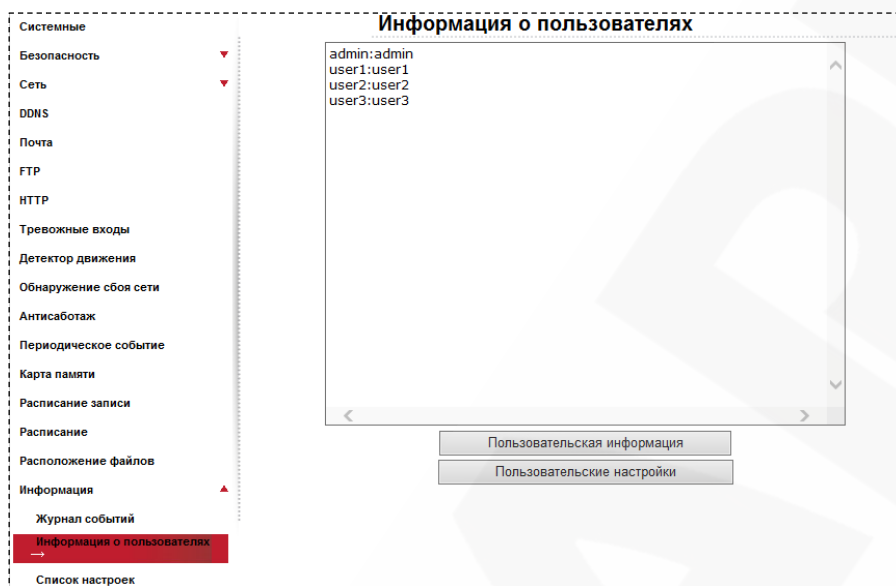 Информация о пользователях
Системные
Безопасность
Сеть
DDNS
Почта
FTP
HTTP
Тревожные входы
Детектор движения
Обнаружение сбоя сети
Антисаботаж
Периодическое событие
Карта памяти
Расписание записи
Расписание
Расположение файлов
Информация
Журнал событий
Информация о пользователях
Список настроек
admin:admin
user1:user1
user2:user2
user3:user3
Пользовательская информация
Пользовательские настройки